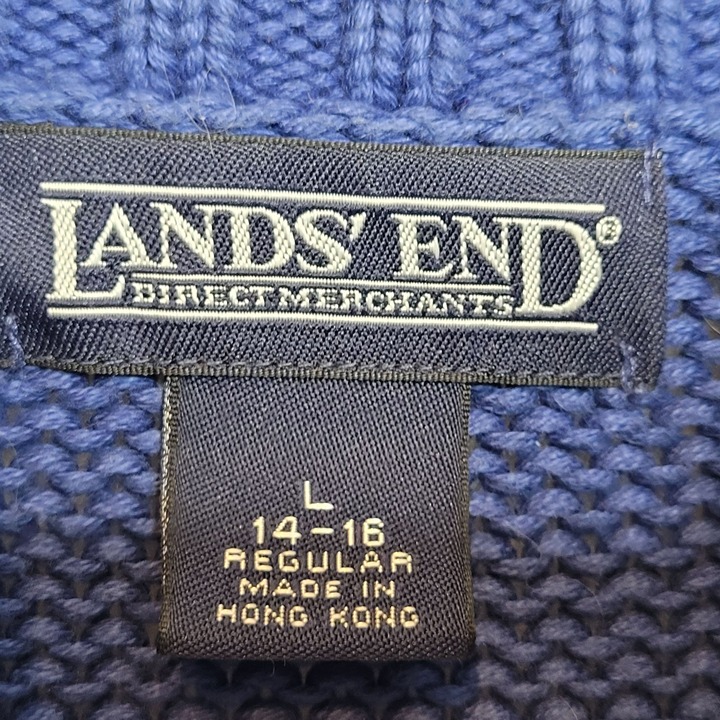 LANDS' END®
DIRECT MERCHANTS
L
14-16
REGULAR
MADE IN
HONG KONG